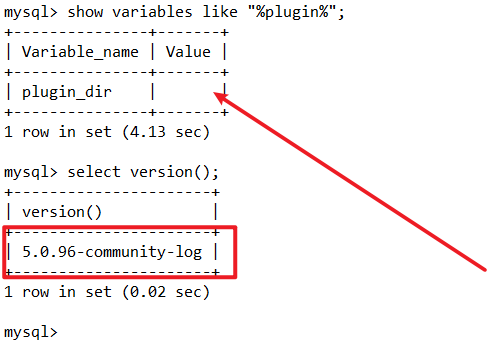 mysql> show variables like "%plugin%";
+---------------+-------+
| Variable_name | Value |
+---------------+-------+
| plugin_dir    |       |
+---------------+-------+
1 row in set (4.13 sec)
mysql> select version();
+----------------------+
| version()            |
+----------------------+
| 5.0.96-community-log |
+----------------------+
1 row in set (0.02 sec)
mysql>